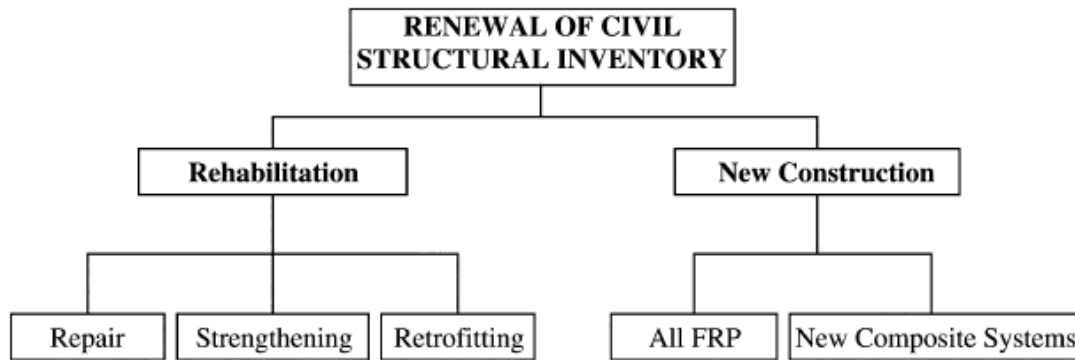 RENEWAL OF CIVIL
STRUCTURAL INVENTORY
Rehabilitation
New Construction
Repair
Strengthening
Retrofitting
All FRP
New Composite Systems